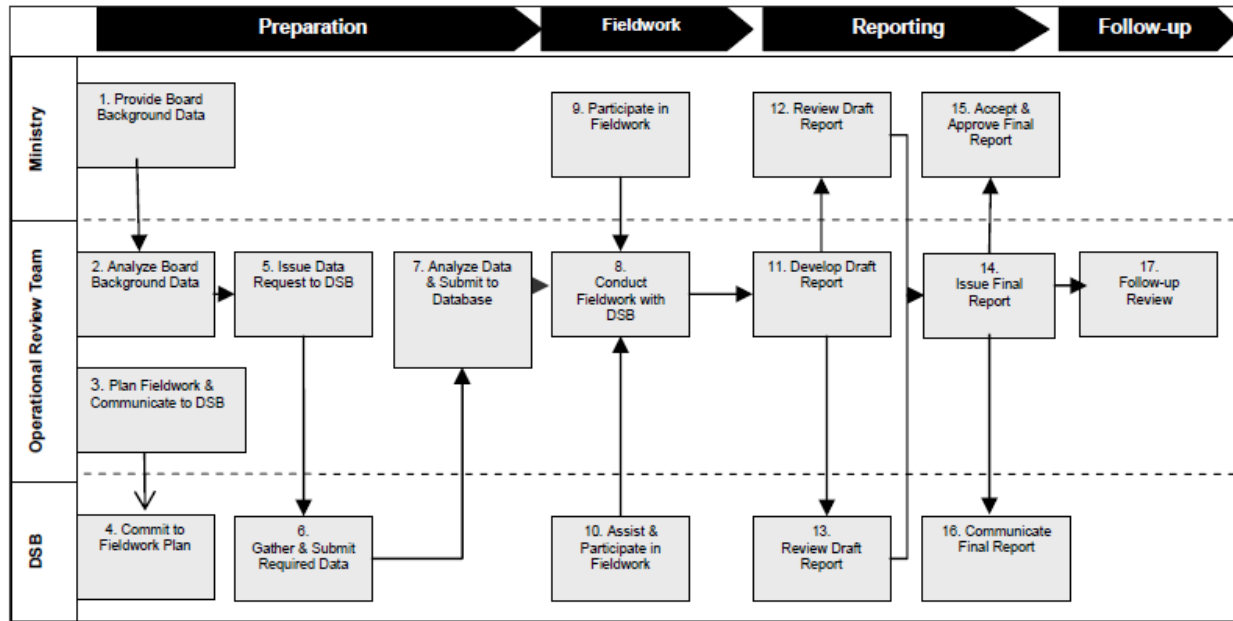 Preparation
Fieldwork
Reporting
Follow-up
Ministry
1. Provide Board
Background Data
9. Participate in
Fieldwork
12. Review Draft
Report
15. Accept &
Approve Final
Report
Operational Review Team
2. Analyze Board
Background Data
5. Issue Data
Request to DSB
7. Analyze Data
& Submit to
Database
8.
Conduct
Fieldwork with
DSB
11. Develop Draft
Report
14.
Issue Final
Report
17.
Follow-up
Review
3. Plan Fieldwork &
Communicate to DSB
DSB
4. Commit to
Fieldwork Plan
6.
Gather & Submit
Required Data
10. Assist &
Participate in
Fieldwork
13.
Review Draft
Report
16. Communicate
Final Report